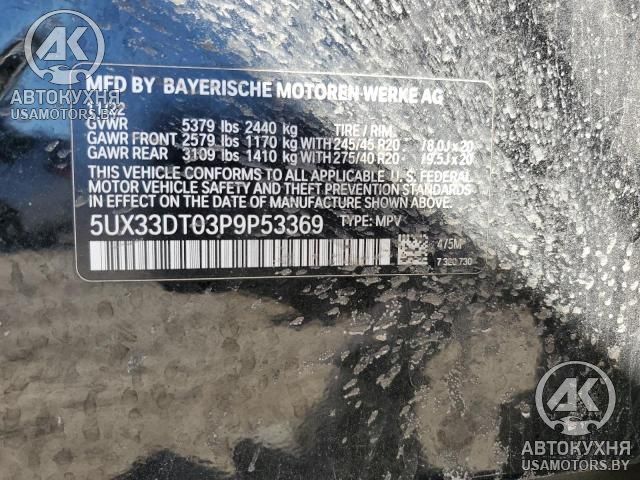 AK
АВТОКУХНЯ
USAMOTORS.BY
MFD BY BAYERISCHE MOTOREN WERKE AG
11/22
GVWR 5379 lbs 2440 kg TIRE / RIM.
GAWR FRONT 2579 lbs 1170 kg WITH 245/45 R20 /8.0J x 20
GAWR REAR 3109 lbs 1410 kg WITH 275/40 R20 /9.5J x 20
THIS VEHICLE CONFORMS TO ALL APPLICABLE U. S. FEDERAL
MOTOR VEHICLE SAFETY AND THEFT PREVENTION STANDARDS
IN EFFECT ON THE DATE OF MANUFACTURE SHOWN ABOVE.
5UX33DT03P9P53369 TYPE: MPV
475M
7 320 730
AK
АВТОКУХНЯ
USAMOTORS.BY